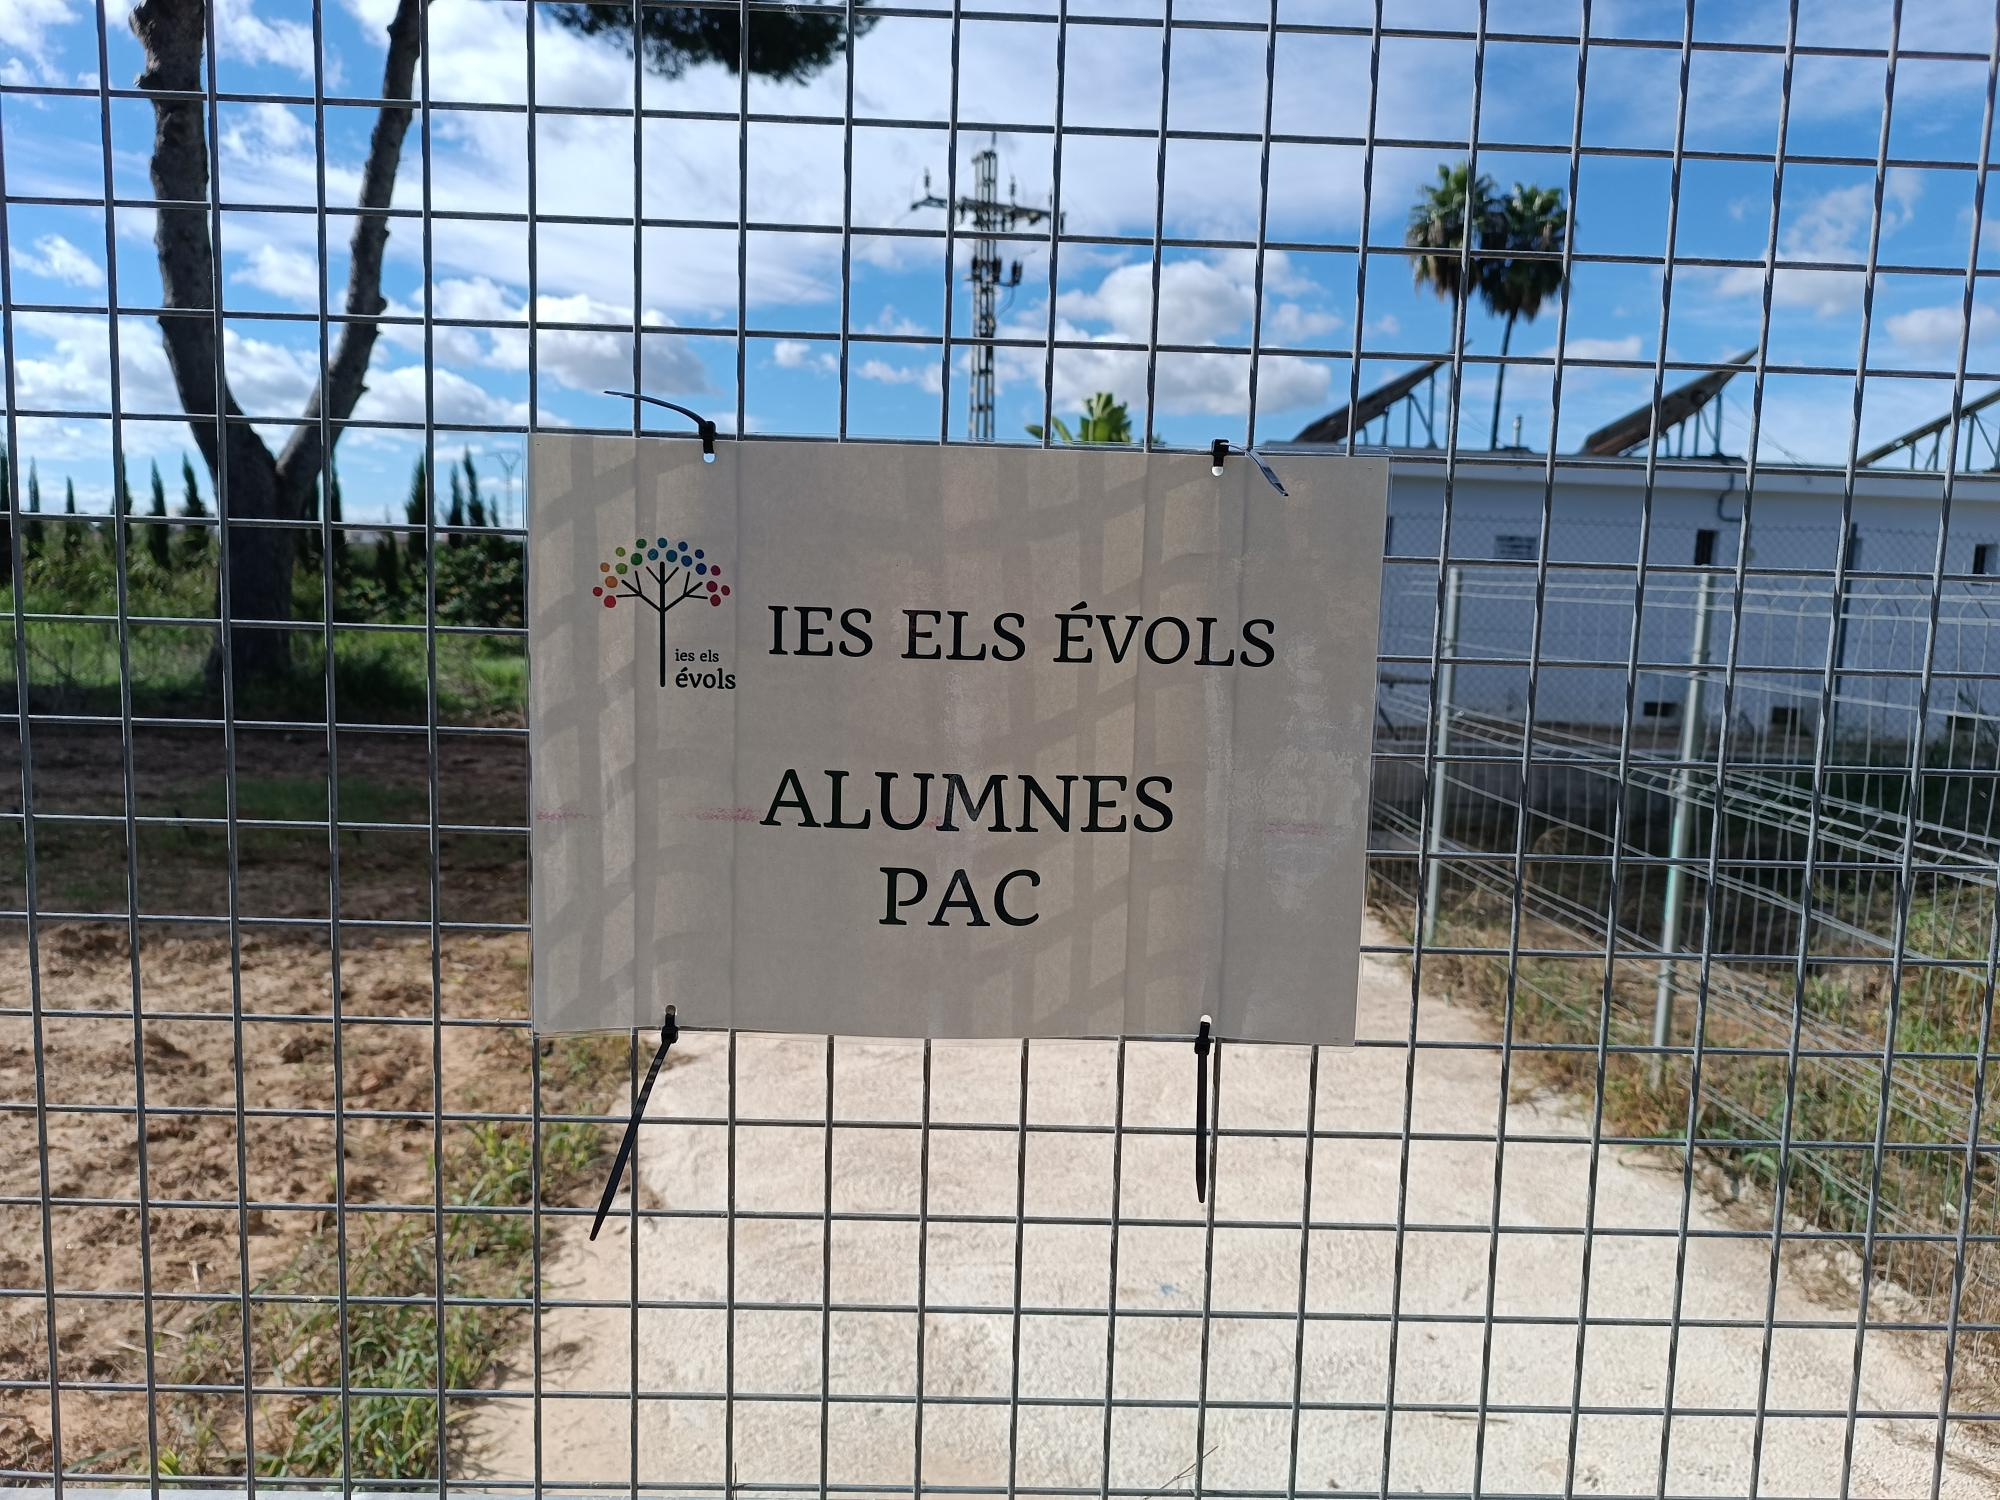 ies els
évols
IES ELS ÉVOLS
ALUMNES
PAC